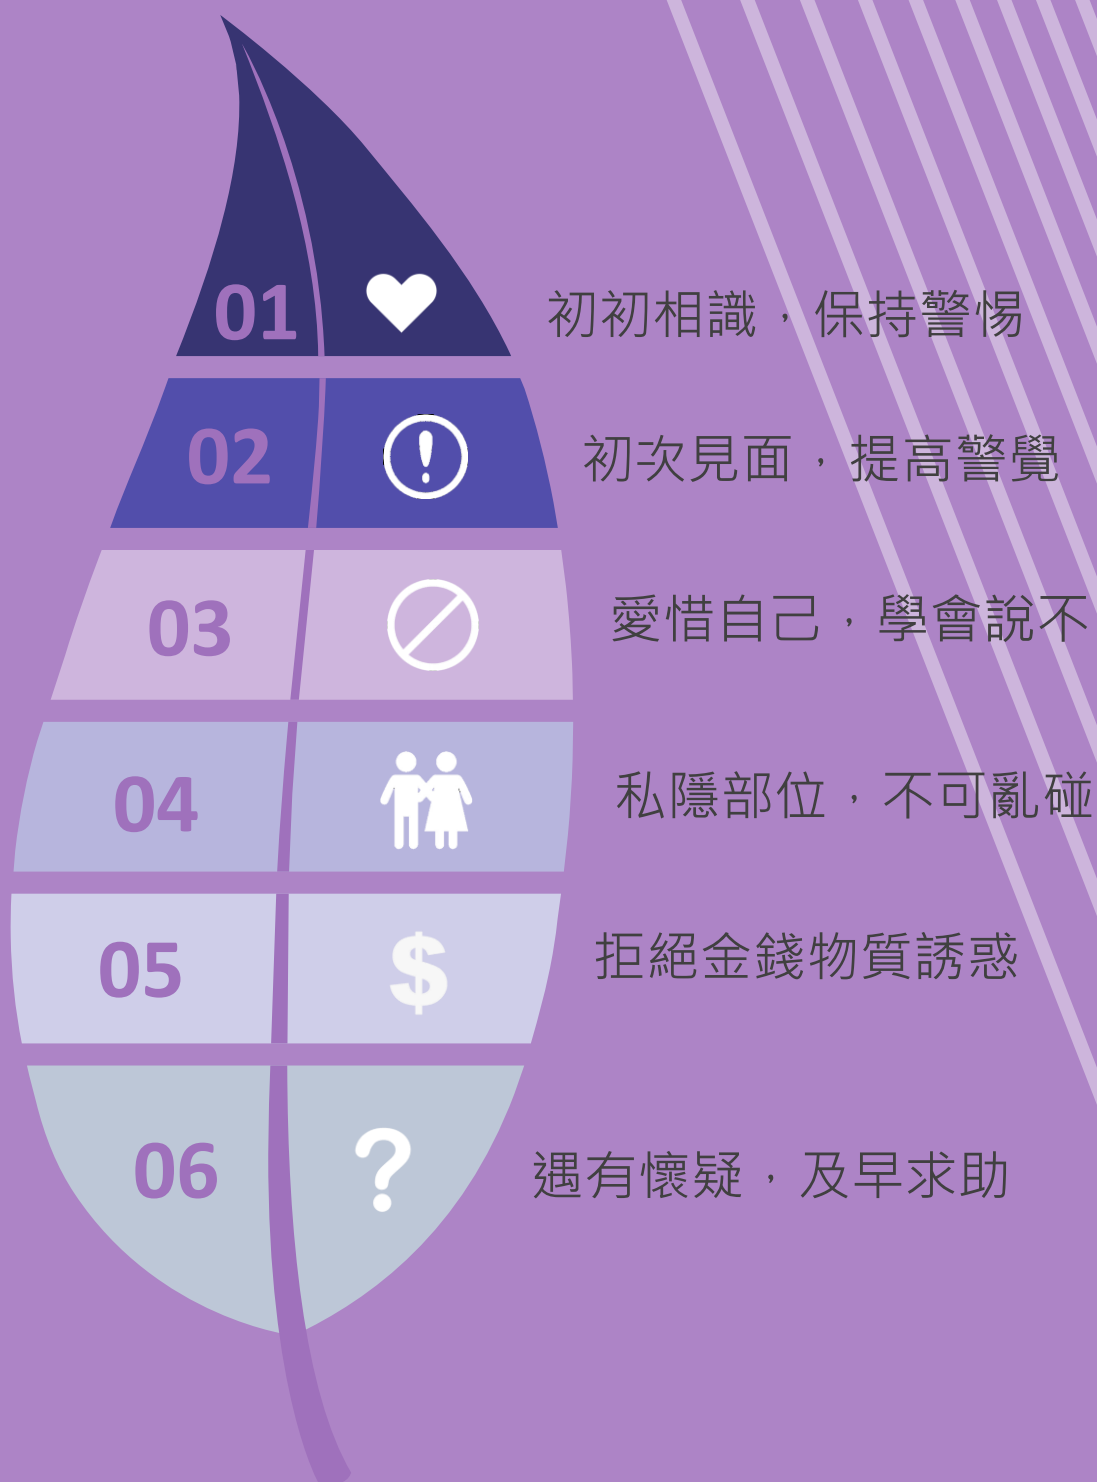 01 初初相識，保持警惕
02 初次見面，提高警覺
03 愛惜自己，學會說不
04 私隱部位，不可亂碰
05 $ 拒絕金錢物質誘惑
06 ? 遇有懷疑，及早求助